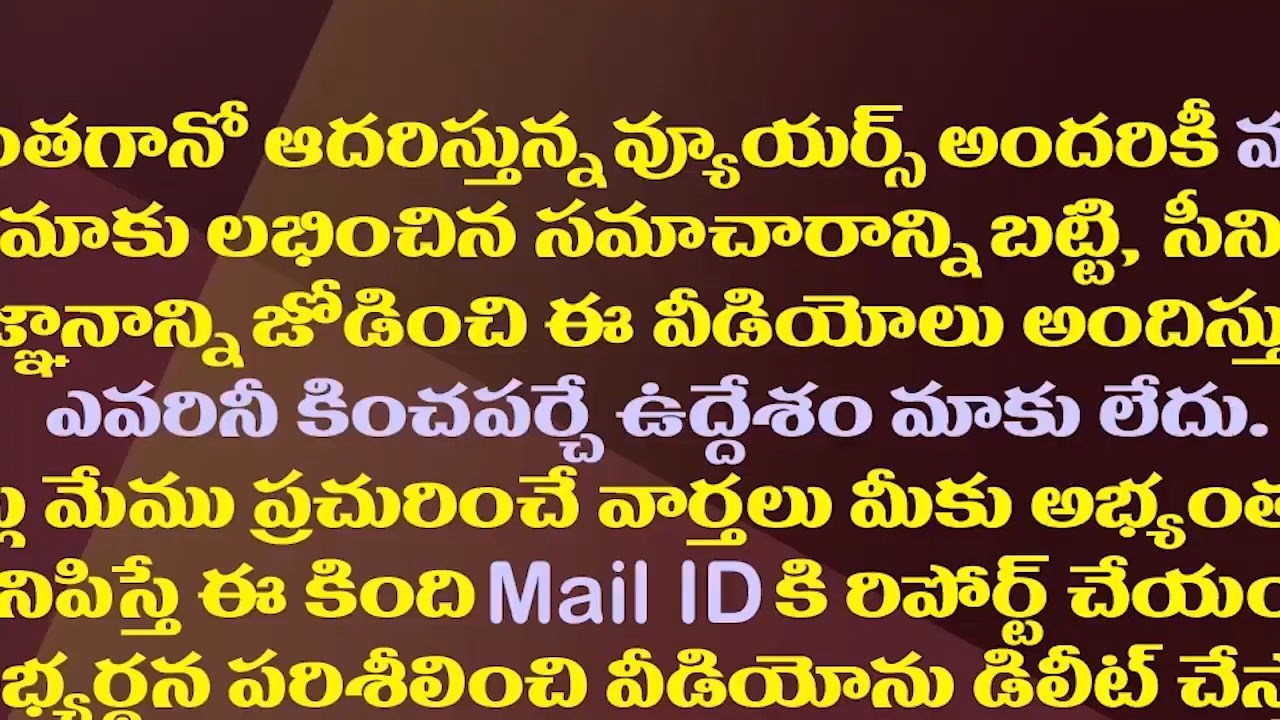 ఆదరిస్తున్న వ్యూయర్స్ అందరికీ
మాకు లభించిన సమాచారాన్ని బట్టి, సీని
జోడించి ఈ వీడియోలు
ఎవరినీ కించపర్చే ఉద్దేశం మాకు లేదు.
మేము ప్రచురించే వార్తలు మీకు
ఈ కింది Mail ID కి రిపోర్ట్
పరిశీలించి వీడియోను డిలీట్